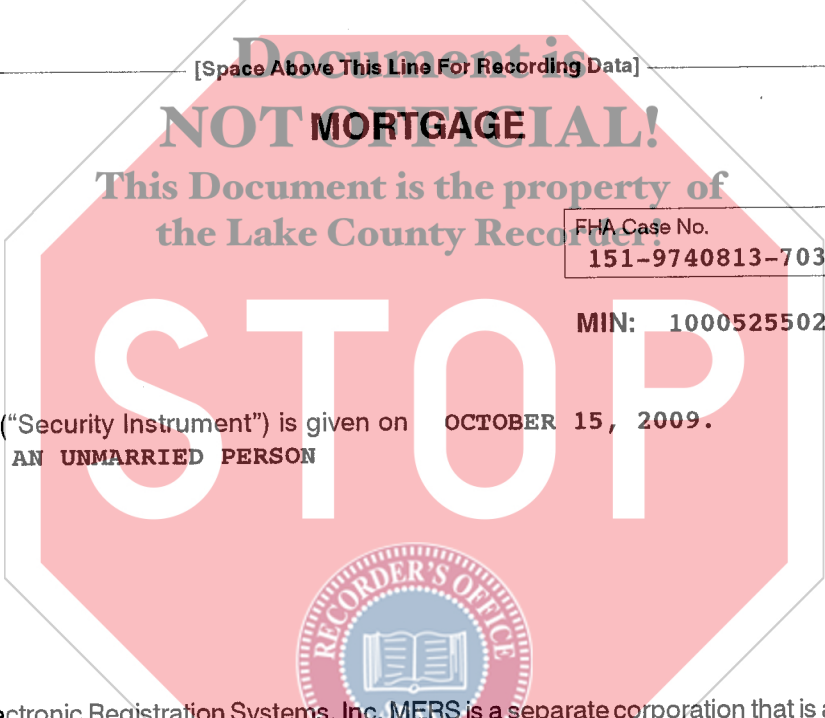 Document is
[Space Above This Line For Recording Data]
NOT OFFICIAL!
MORTGAGE
This Document is the property of
the Lake County Recorder!
FHA Case No.
151-9740813-703
MIN: 1000525502
STOP
("Security Instrument") is given on OCTOBER 15, 2009.
AN UNMARRIED PERSON
RECORDER'S OFFICE
ectronic Registration Systems, Inc. MERS is a separate corporation that is a